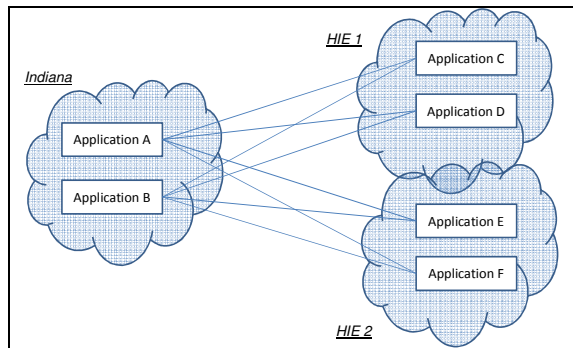 Indiana
Application A
Application B
HIE 1
Application C
Application D
Application E
Application F
HIE 2